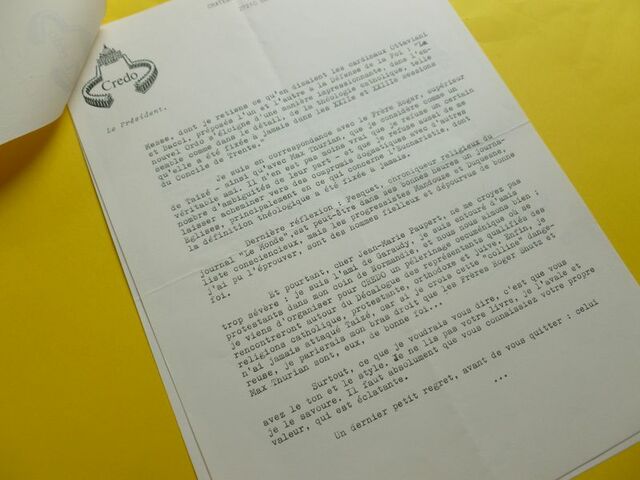 Credo
Le Président.
Messe, dont je retiens ce qu'en disaient les cardinaux Ottaviani
et Bacci, préposés l'un et l'autre à la Défense de la Foi : "Le
nouvel Ordo s'éloigne d'une manière impressionnante, dans l'en-
semble comme dans le détail, de la théologie catholique, telle
qu'elle a été fixée à jamais dans les XXIIe et XXIIIe sessions
du Concile de Trente."
Je suis en correspondance avec le Frère Roger, supérieur
de Taizé - ainsi qu'avec Max Thurian, que je considère comme un
véritable ami. Il n'en est pas moins vrai que je refuse un certain
nombre d'ambiguïtés de leur part - et que je refuse aussi de me
laisser acheminer vers des compromis dogmatiques avec d'autres
Eglises, principalement en ce qui concerne l'Eucharistie, dont
la définition théologique a été fixée à jamais.
Dernière réflexion : Fesquet, chroniqueur religieux du
journal "Le Monde", est peut-être dans ses bonnes heures un journa-
liste consciencieux, mais les progressistes Mandouze et Duquesne,
j'ai pu l'éprouver, sont des hommes fielleux et dépourvus de bonne
foi.
Et pourtant, cher Jean-Marie Paupert, ne me croyez pas
trop sévère : je suis l'ami de Garaudy, je suis entouré d'amis
protestants dans mon coin de Normandie, et nous nous aimons bien ;
je viens d'organiser pour CREDO un pèlerinage oecuménique où se
rencontreront autour du Décalogue des représentants qualifiés des
religions catholique, protestante, orthodoxe et juive. Enfin, je
n'ai jamais attaqué Taizé, car si je crois cette "colline" dange-
reuse, je parierais mon bras droit que les Frères Roger Shutz et
Max Thurian sont, eux, de bonne foi...
Surtout, ce que je voudrais vous dire, c'est que vous
avez le ton et le style. Je ne lis pas votre livre, je l'avale et
je le savoure. Il faut absolument que vous connaissiez votre propre
valeur, qui est éclatante.
Un dernier petit regret, avant de vous quitter : celui
...